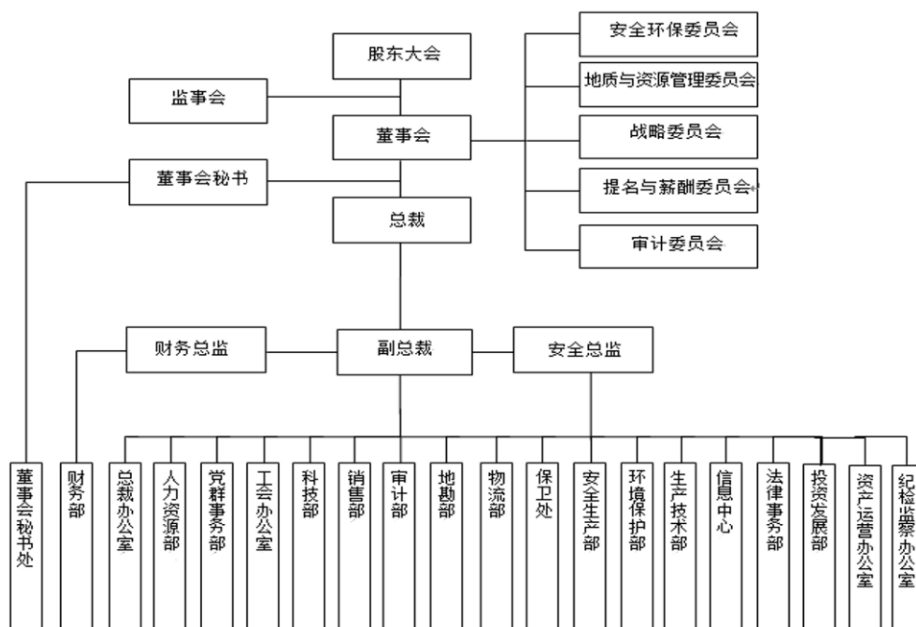 股东大会
监事会
董事会
董事会秘书
总裁
安全环保委员会
地质与资源管理委员会
战略委员会
提名与薪酬委员会
审计委员会
财务总监
副总裁
安全总监
董事会秘书处
财务部
总裁办公室
人力资源部
党群事务部
工会办公室
科技部
销售部
审计部
地勘部
物流部
保卫处
安全生产部
环境保护部
生产技术部
信息中心
法律事务部
投资发展部
资产运营办公室
纪检监察办公室